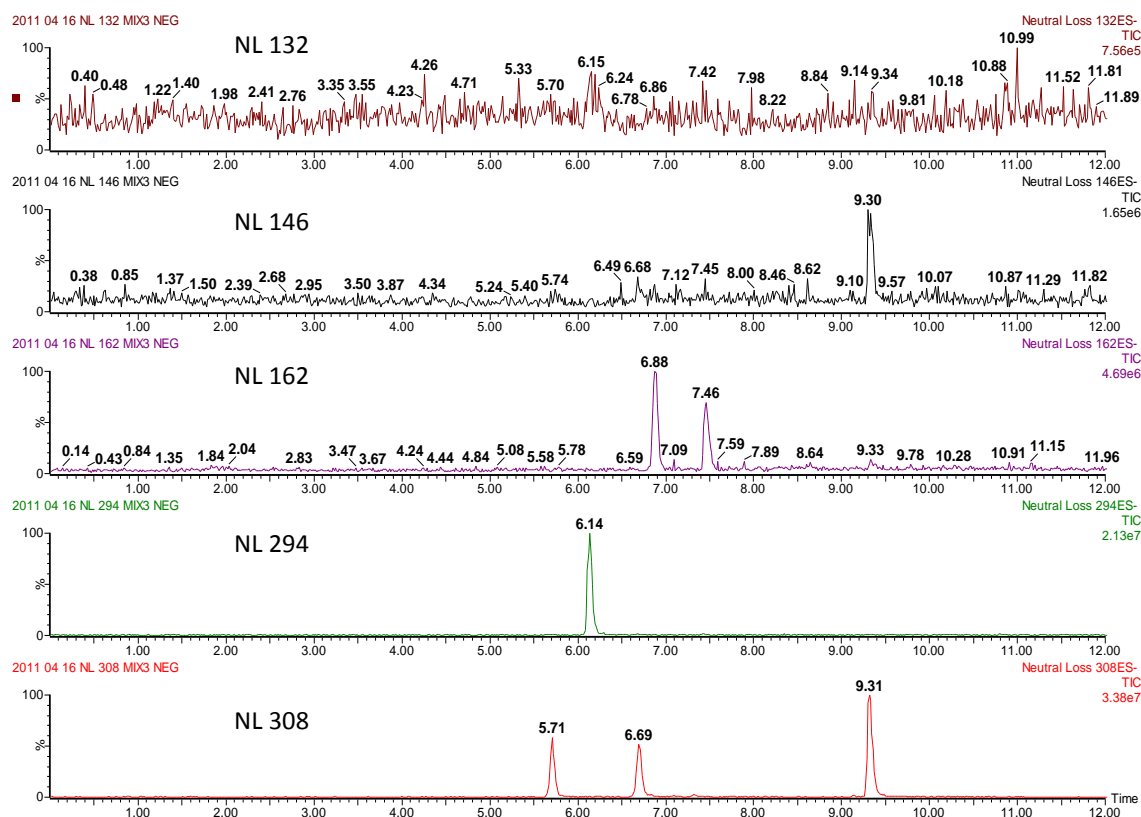 2011 04 16 NL 132 MIX3 NEG
Neutral Loss 132ES-
TIC
7.56e5
NL 132
100
%
0
0.40 0.48 1.22 1.40 1.98 2.41 2.76 3.35 3.55 4.23 4.26 4.71 5.33 5.70 6.15 6.24 6.78 6.86 7.42 7.98 8.22 8.84 9.14 9.34 9.81 10.18 10.88 10.99 11.52 11.81 11.89
1.00 2.00 3.00 4.00 5.00 6.00 7.00 8.00 9.00 10.00 11.00 12.00
2011 04 16 NL 146 MIX3 NEG
Neutral Loss 146ES-
TIC
1.65e6
NL 146
100
%
0
0.38 0.85 1.37 1.50 2.39 2.68 2.95 3.50 3.87 4.34 5.24 5.40 5.74 6.49 6.68 7.12 7.45 8.00 8.46 8.62 9.10 9.30 9.57 10.07 10.87 11.29 11.82
1.00 2.00 3.00 4.00 5.00 6.00 7.00 8.00 9.00 10.00 11.00 12.00
2011 04 16 NL 162 MIX3 NEG
Neutral Loss 162ES-
TIC
4.69e6
NL 162
100
%
0
0.14 0.43 0.84 1.35 1.84 2.04 2.83 3.47 3.67 4.24 4.44 4.84 5.08 5.58 5.78 6.59 6.88 7.09 7.46 7.59 7.89 8.64 9.33 9.78 10.28 10.91 11.15 11.96
1.00 2.00 3.00 4.00 5.00 6.00 7.00 8.00 9.00 10.00 11.00 12.00
2011 04 16 NL 294 MIX3 NEG
Neutral Loss 294ES-
TIC
2.13e7
NL 294
100
%
0
6.14
1.00 2.00 3.00 4.00 5.00 6.00 7.00 8.00 9.00 10.00 11.00 12.00
2011 04 16 NL 308 MIX3 NEG
Neutral Loss 308ES-
TIC
3.38e7
NL 308
100
%
0
5.71 6.69 9.31
Time
1.00 2.00 3.00 4.00 5.00 6.00 7.00 8.00 9.00 10.00 11.00 12.00